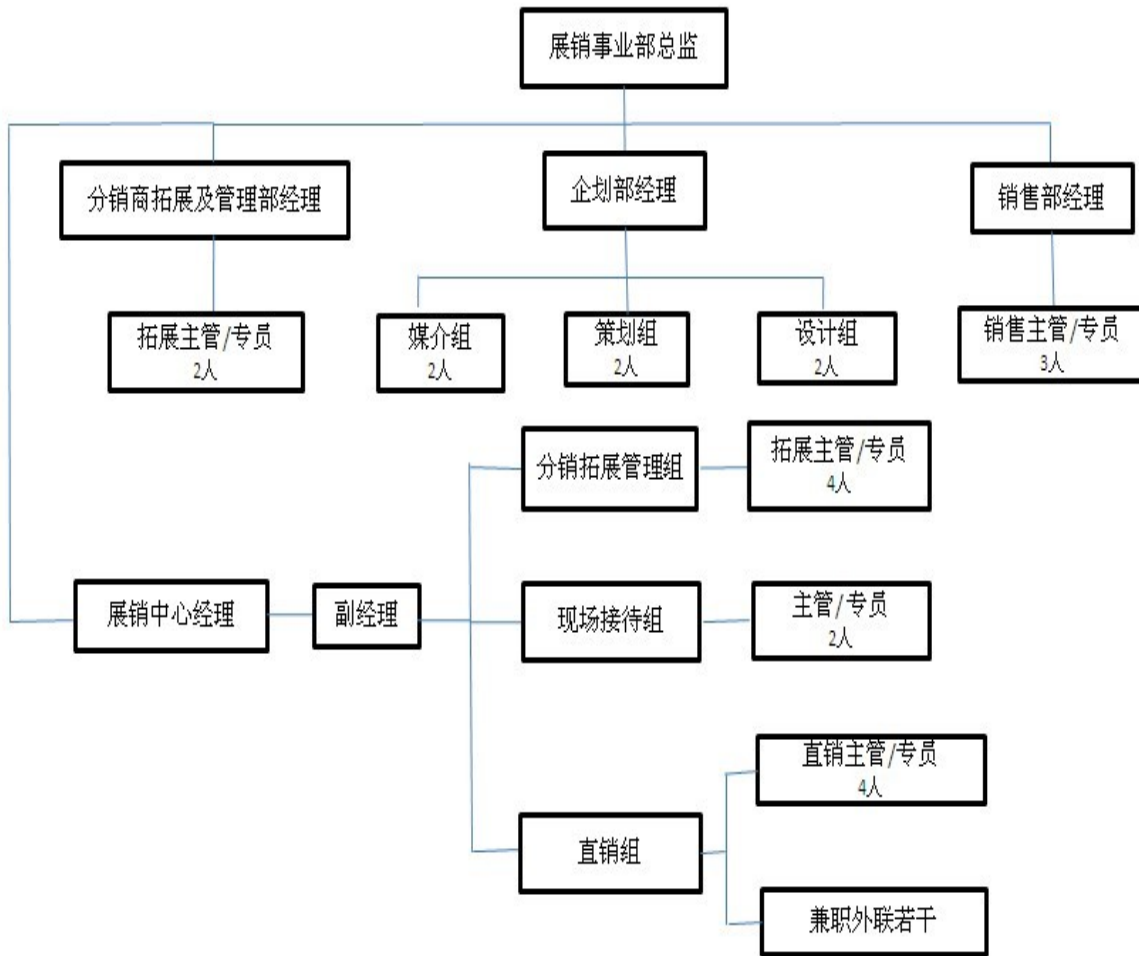 展销事业部总监
分销商拓展及管理部经理
企划部经理
销售部经理
拓展主管/专员
2人
媒介组
2人
策划组
2人
设计组
2人
销售主管/专员
3人
分销拓展管理组
拓展主管/专员
4人
展销中心经理
副经理
现场接待组
主管/专员
2人
直销组
直销主管/专员
4人
兼职外联若干